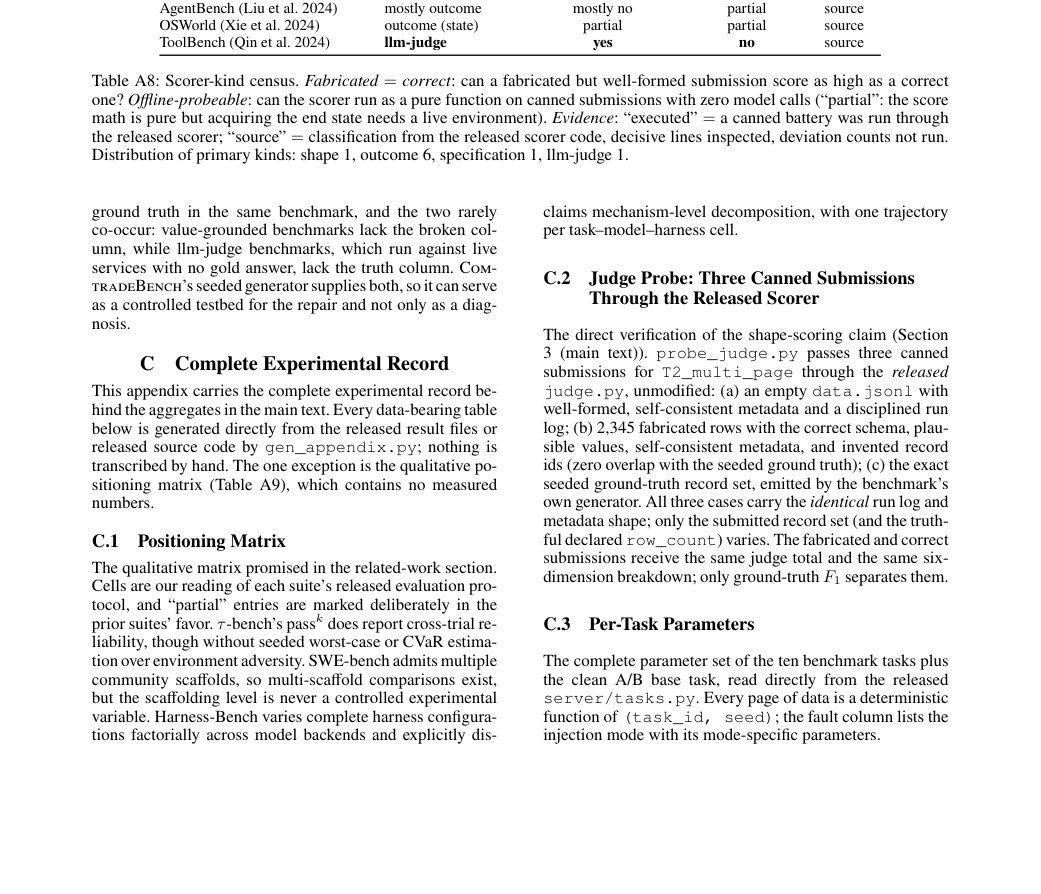 AgentBench (Liu et al. 2024) mostly outcome mostly no partial source
OSWorld (Xie et al. 2024) outcome (state) partial partial source
ToolBench (Qin et al. 2024) llm-judge yes no source
Table A8: Scorer-kind census. Fabricated = correct: can a fabricated but well-formed submission score as high as a correct
one? Offline-probeable: can the scorer run as a pure function on canned submissions with zero model calls (“partial”: the score
math is pure but acquiring the end state needs a live environment). Evidence: “executed” = a canned battery was run through
the released scorer; “source” = classification from the released scorer code, decisive lines inspected, deviation counts not run.
Distribution of primary kinds: shape 1, outcome 6, specification 1, llm-judge 1.
ground truth in the same benchmark, and the two rarely
co-occur: value-grounded benchmarks lack the broken col-
umn, while llm-judge benchmarks, which run against live
services with no gold answer, lack the truth column. COM-
TRADEBENCH’s seeded generator supplies both, so it can serve
as a controlled testbed for the repair and not only as a diag-
nosis.
C Complete Experimental Record
This appendix carries the complete experimental record be-
hind the aggregates in the main text. Every data-bearing table
below is generated directly from the released result files or
released source code by gen_appendix.py; nothing is
transcribed by hand. The one exception is the qualitative po-
sitioning matrix (Table A9), which contains no measured
numbers.
C.1 Positioning Matrix
The qualitative matrix promised in the related-work section.
Cells are our reading of each suite’s released evaluation pro-
tocol, and “partial” entries are marked deliberately in the
prior suites’ favor. τ-bench’s pass^k does report cross-trial re-
liability, though without seeded worst-case or CVaR estima-
tion over environment adversity. SWE-bench admits multiple
community scaffolds, so multi-scaffold comparisons exist,
but the scaffolding level is never a controlled experimental
variable. Harness-Bench varies complete harness configura-
tions factorially across model backends and explicitly dis-
claims mechanism-level decomposition, with one trajectory
per task–model–harness cell.
C.2 Judge Probe: Three Canned Submissions
Through the Released Scorer
The direct verification of the shape-scoring claim (Section
3 (main text)). probe_judge.py passes three canned
submissions for T2_multi_page through the released
judge.py, unmodified: (a) an empty data.jsonl with
well-formed, self-consistent metadata and a disciplined run
log; (b) 2,345 fabricated rows with the correct schema, plau-
sible values, self-consistent metadata, and invented record
ids (zero overlap with the seeded ground truth); (c) the exact
seeded ground-truth record set, emitted by the benchmark’s
own generator. All three cases carry the identical run log and
metadata shape; only the submitted record set (and the truth-
ful declared row_count) varies. The fabricated and correct
submissions receive the same judge total and the same six-
dimension breakdown; only ground-truth F1 separates them.
C.3 Per-Task Parameters
The complete parameter set of the ten benchmark tasks plus
the clean A/B base task, read directly from the released
server/tasks.py. Every page of data is a deterministic
function of (task_id, seed); the fault column lists the
injection mode with its mode-specific parameters.